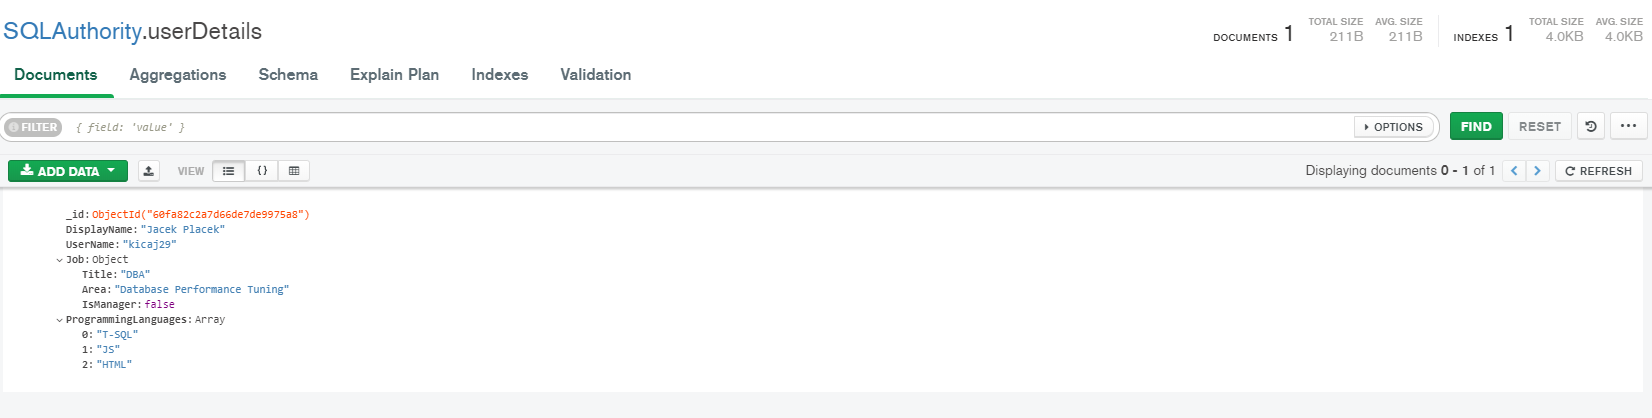 SQLAuthority.userDetails
DOCUMENTS 1 TOTAL SIZE 211B AVG. SIZE 211B INDEXES 1 TOTAL SIZE 4.0KB AVG. SIZE 4.0KB
Documents Aggregations Schema Explain Plan Indexes Validation
FILTER { field: 'value' } OPTIONS FIND RESET ...
ADD DATA VIEW {} Displaying documents 0 - 1 of 1 < > REFRESH
_id: ObjectId("60fa82c2a7d66de7de9975a8")
DisplayName: "Jacek Placek"
UserName: "kicaj29"
Job: Object
Title: "DBA"
Area: "Database Performance Tuning"
IsManager: false
ProgrammingLanguages: Array
0: "T-SQL"
1: "JS"
2: "HTML"